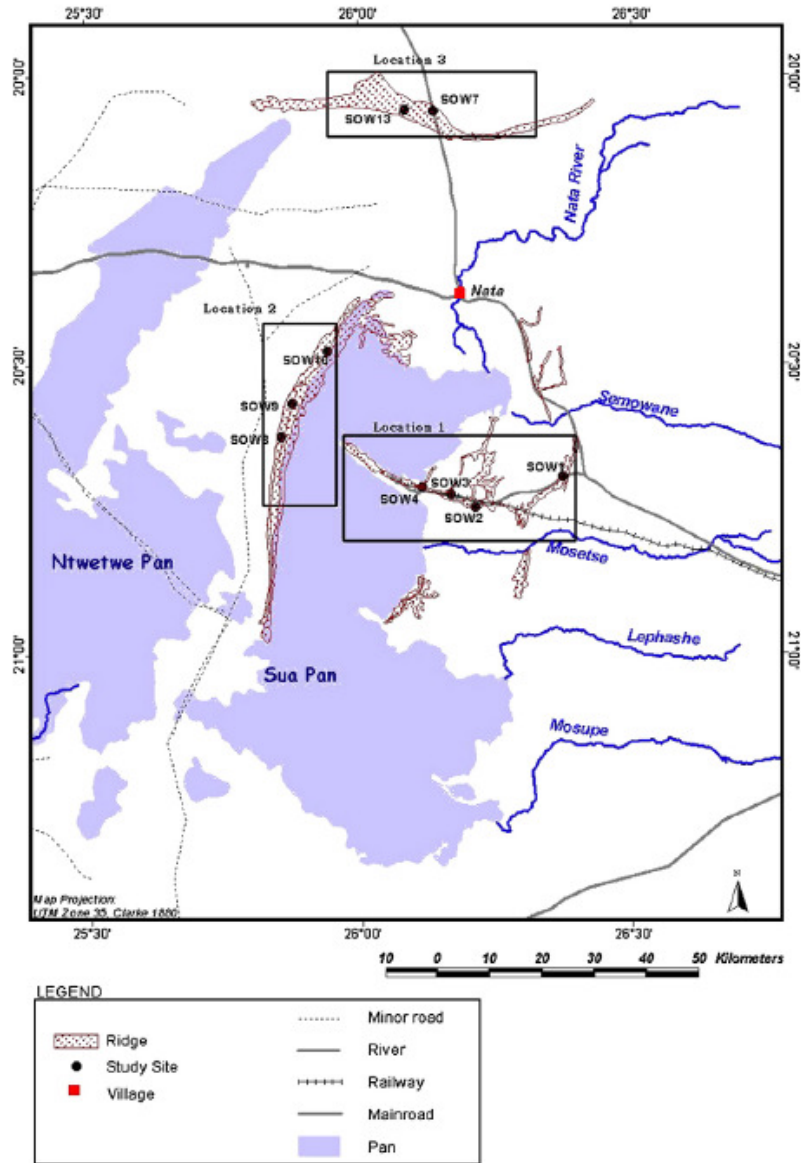 25°30'
26°00'
26°30'
20°00'
20°00'
Location 3
SOW7
SOW13
Nata River
Nata
Location 2
20°30'
20°30'
SOW9
SOW8
Semowane
Location 1
SOW1
SOW3
SOW4
SOW2
Mosetse
Ntwetwe Pan
Lephashe
21°00'
21°00'
Sua Pan
Mosupe
N
Map Projection:
UTM Zone 35, Clarke 1880
25°30'
26°00'
26°30'
10 0 10 20 30 40 50 Kilometers
LEGEND
Ridge
Study Site
Village
Minor road
River
Railway
Mainroad
Pan